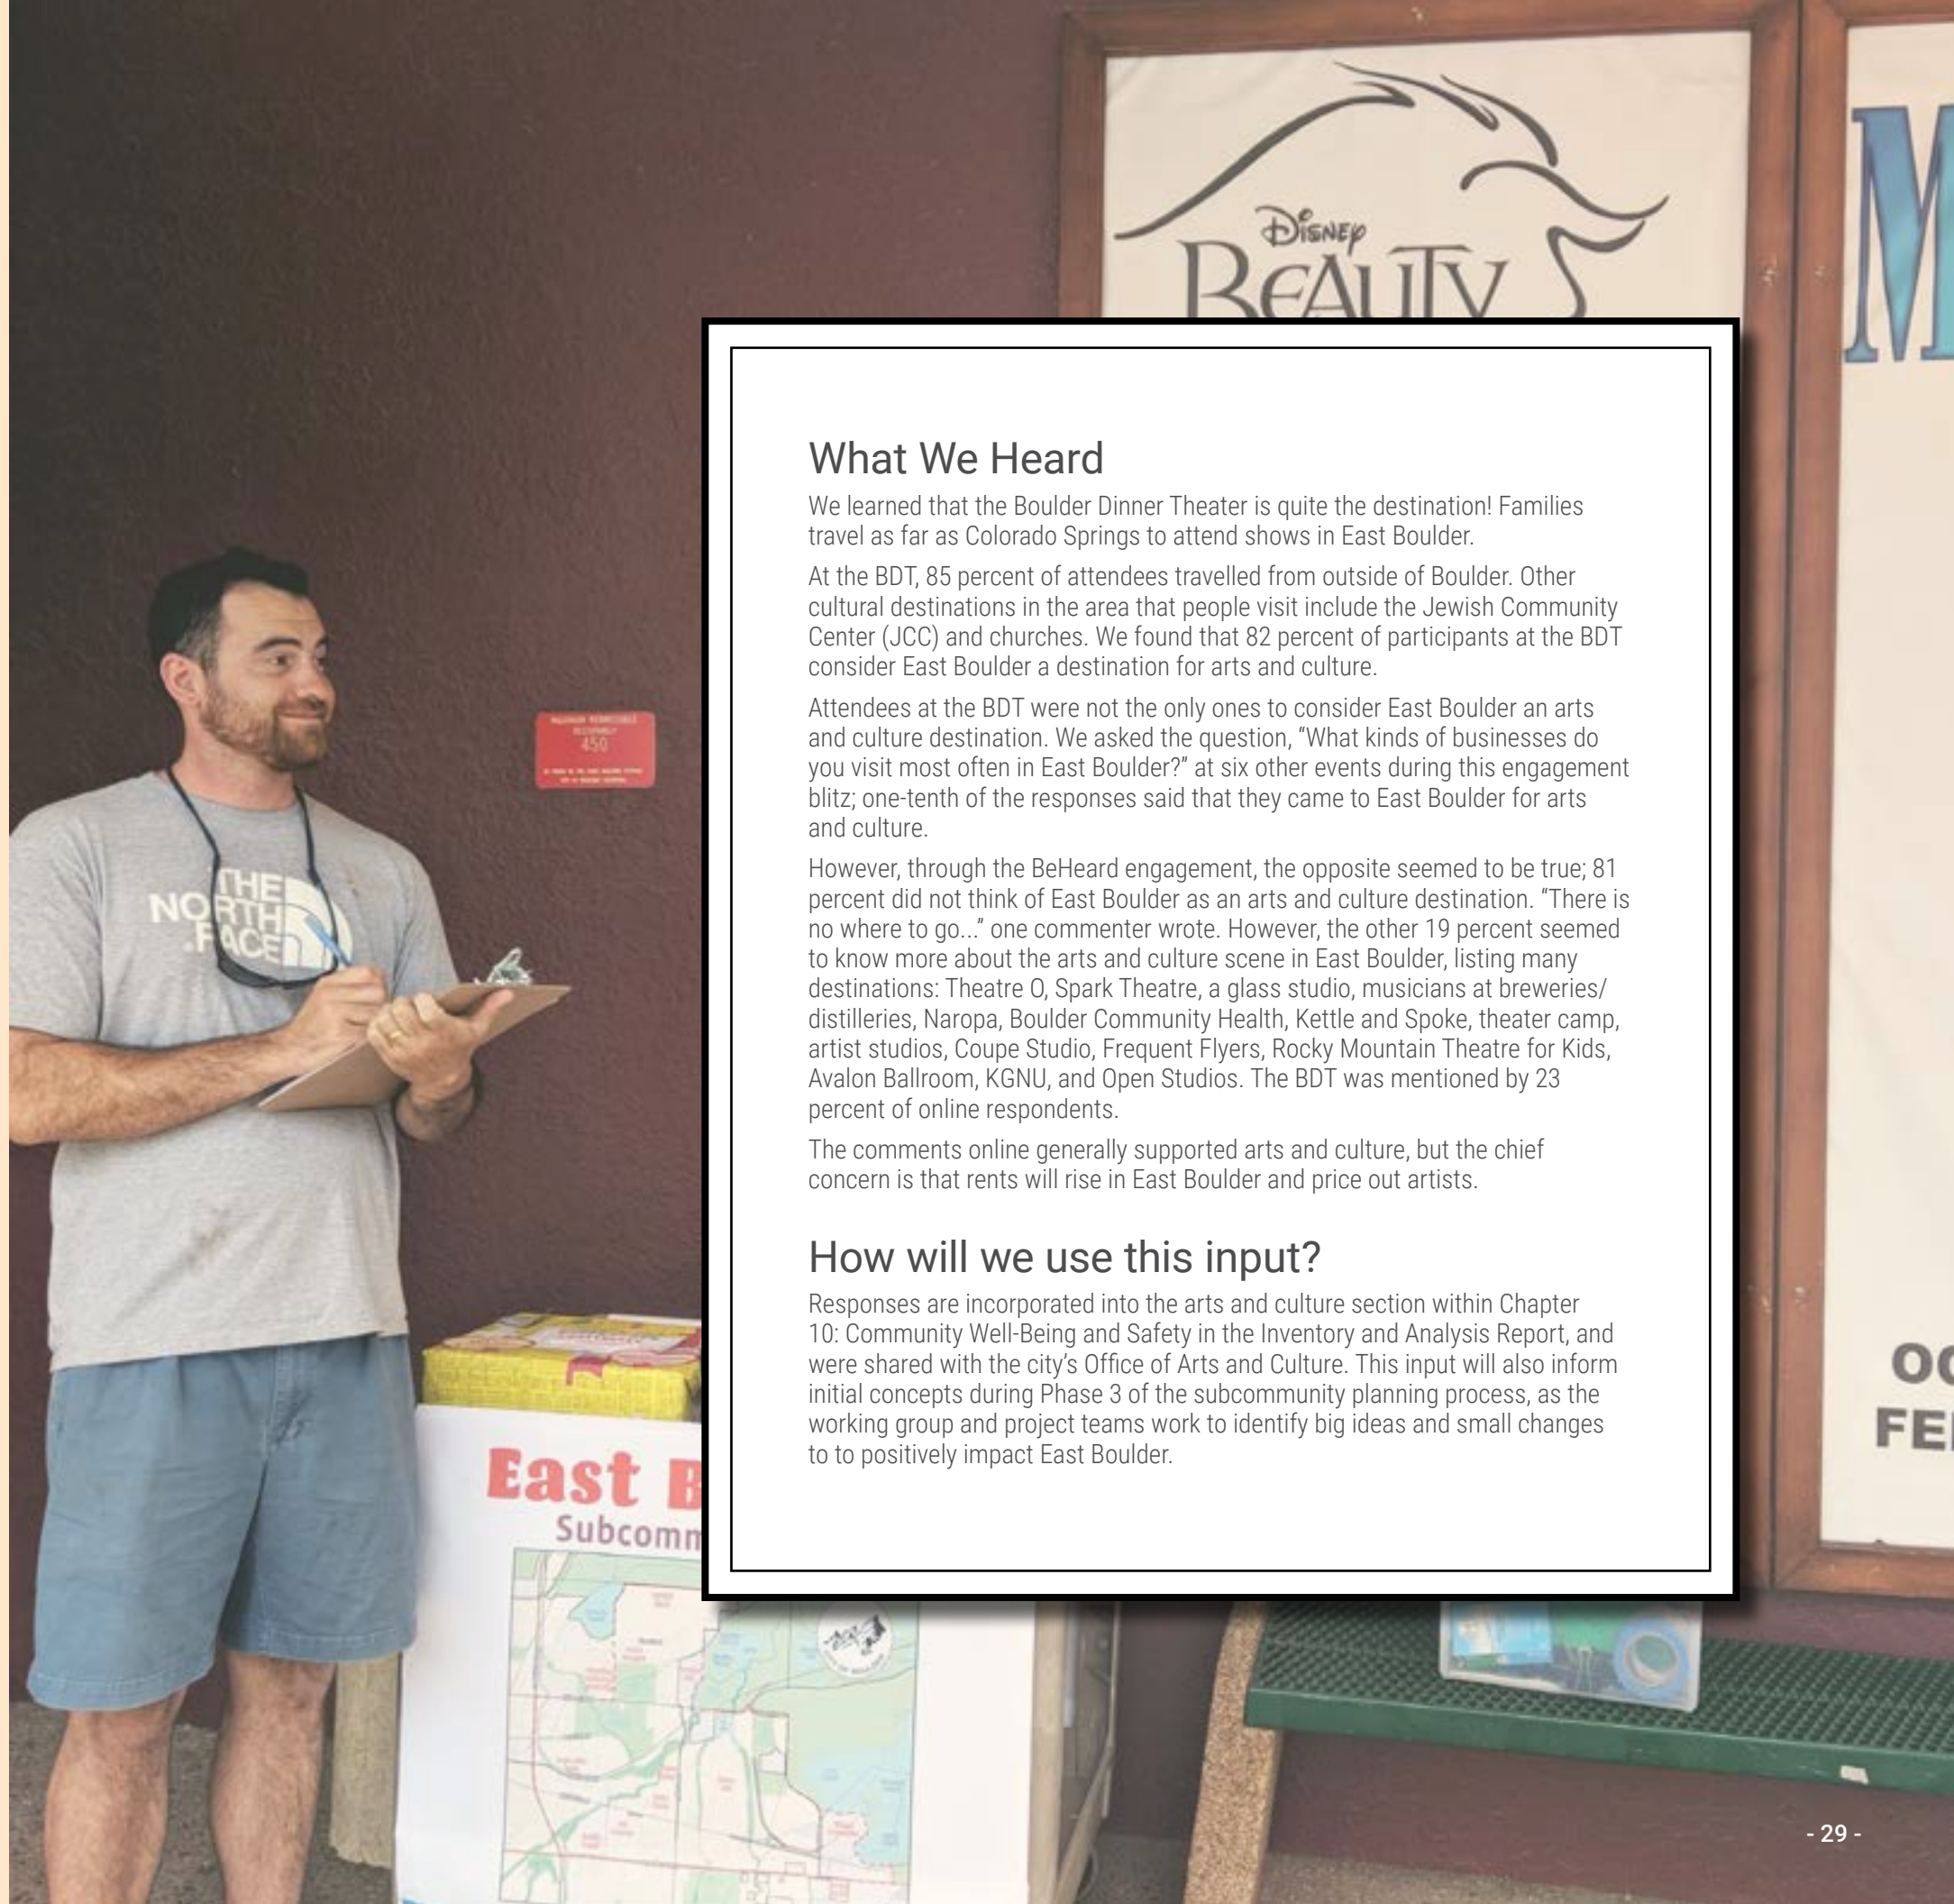 DISNEY
BEAUTY
M
THE
NORTH
FACE
450
What We Heard
We learned that the Boulder Dinner Theater is quite the destination! Families
travel as far as Colorado Springs to attend shows in East Boulder.
At the BDT, 85 percent of attendees travelled from outside of Boulder. Other
cultural destinations in the area that people visit include the Jewish Community
Center (JCC) and churches. We found that 82 percent of participants at the BDT
consider East Boulder a destination for arts and culture.
Attendees at the BDT were not the only ones to consider East Boulder an arts
and culture destination. We asked the question, “What kinds of businesses do
you visit most often in East Boulder?” at six other events during this engagement
blitz; one-tenth of the responses said that they came to East Boulder for arts
and culture.
However, through the BeHeard engagement, the opposite seemed to be true; 81
percent did not think of East Boulder as an arts and culture destination. “There is
no where to go...” one commenter wrote. However, the other 19 percent seemed
to know more about the arts and culture scene in East Boulder, listing many
destinations: Theatre O, Spark Theatre, a glass studio, musicians at breweries/
distilleries, Naropa, Boulder Community Health, Kettle and Spoke, theater camp,
artist studios, Coupe Studio, Frequent Flyers, Rocky Mountain Theatre for Kids,
Avalon Ballroom, KGNU, and Open Studios. The BDT was mentioned by 23
percent of online respondents.
The comments online generally supported arts and culture, but the chief
concern is that rents will rise in East Boulder and price out artists.
How will we use this input?
Responses are incorporated into the arts and culture section within Chapter
10: Community Well-Being and Safety in the Inventory and Analysis Report, and
were shared with the city’s Office of Arts and Culture. This input will also inform
initial concepts during Phase 3 of the subcommunity planning process, as the
working group and project teams work to identify big ideas and small changes
to to positively impact East Boulder.
East B
Subcomm
OC
FE
- 29 -